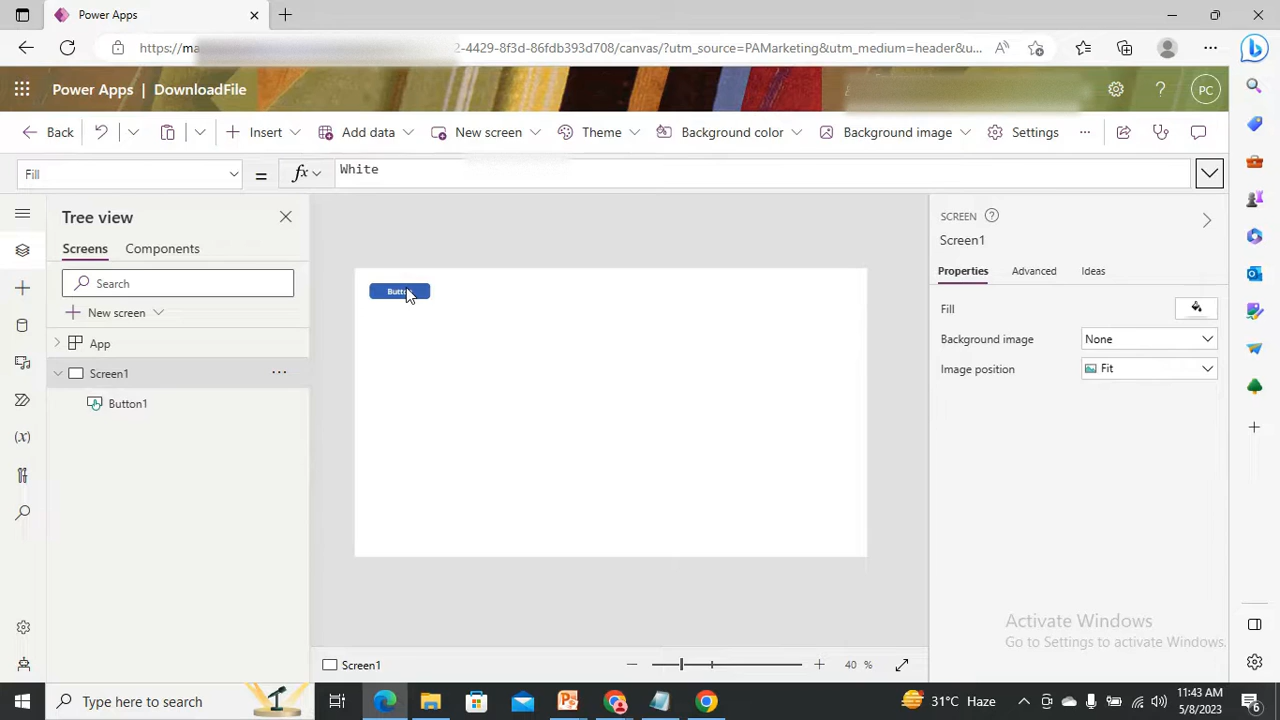 Power Apps
https://ma 2-4429-8f3d-86fdb393d708/canvas/?utm_source=PAMarketing&utm_medium=header&u...
Power Apps | DownloadFile
PC
Back
Insert
Add data
New screen
Theme
Background color
Background image
Settings
Fill
=
fx
White
Tree view
Screens
Components
Search
New screen
App
Screen1
Button1
Button
SCREEN
Screen1
Properties
Advanced
Ideas
Fill
Background image
None
Image position
Fit
Activate Windows
Go to Settings to activate Windows.
Screen1
40 %
Type here to search
31°C Haze
11:43 AM
5/8/2023
6